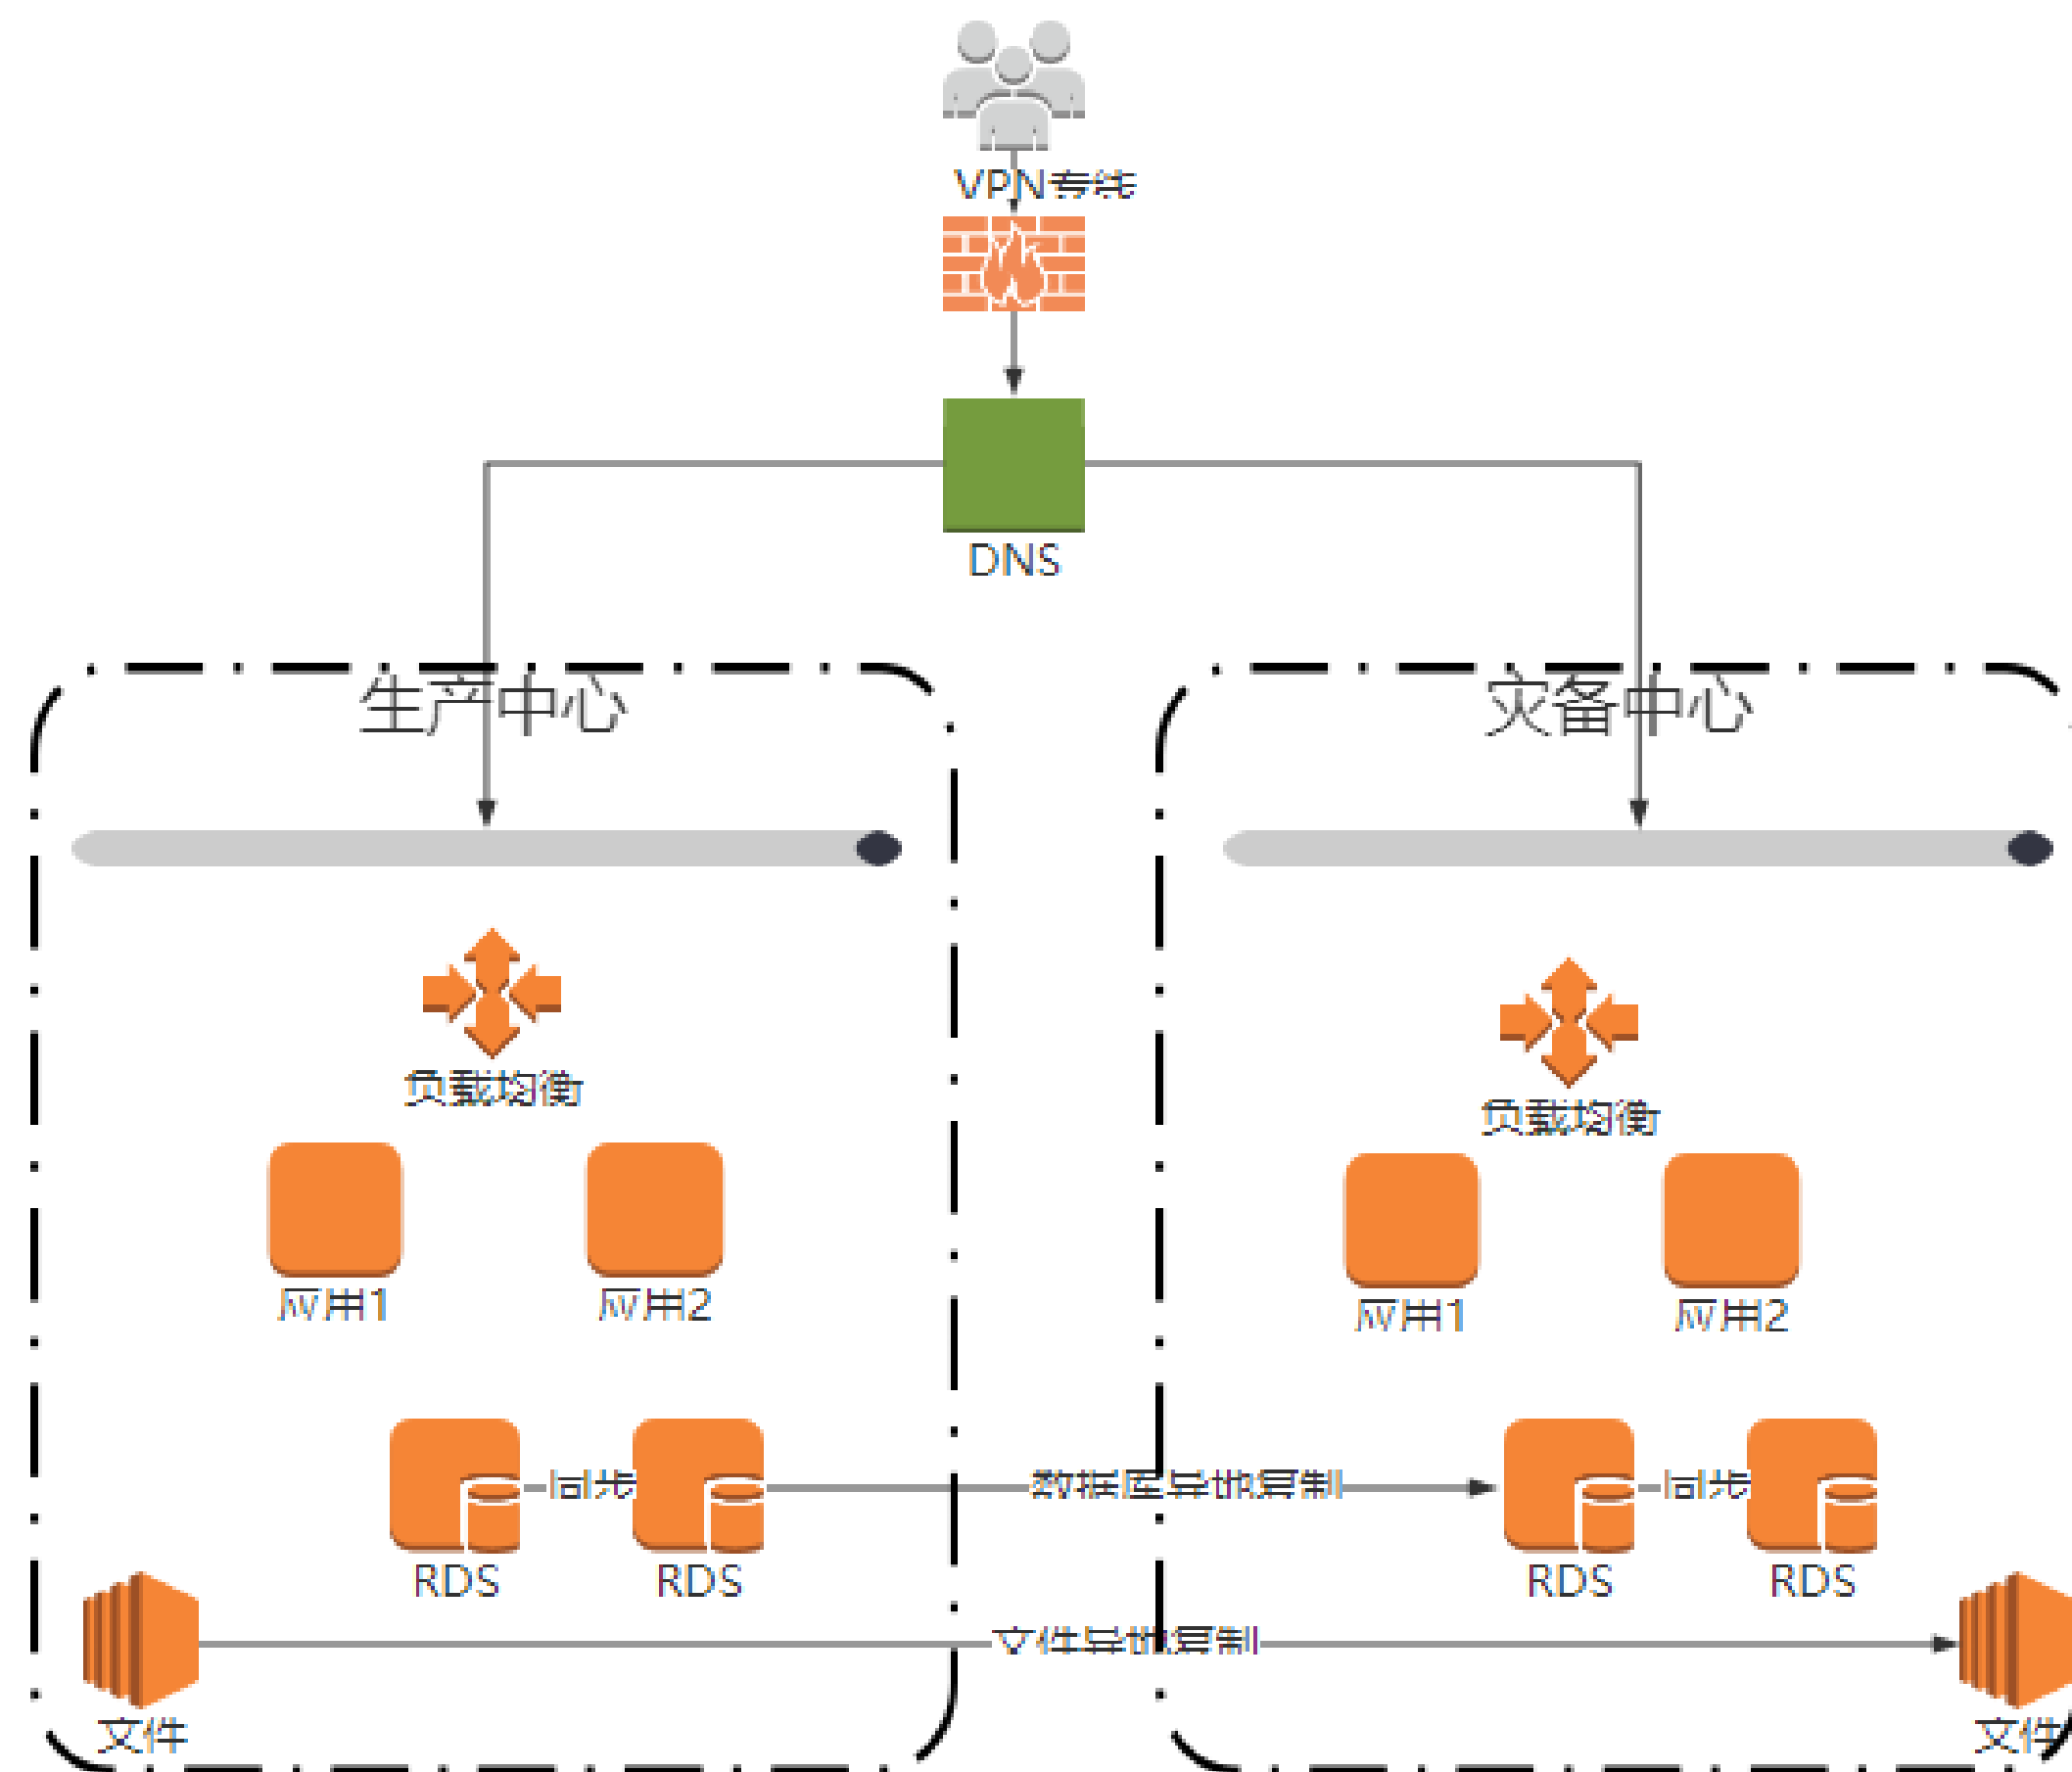 VPN专线
DNS
生产中心
灾备中心
负载均衡
负载均衡
应用1
应用2
应用1
应用2
同步
数据库异地复制
同步
RDS
RDS
RDS
RDS
文件异地复制
文件
文件